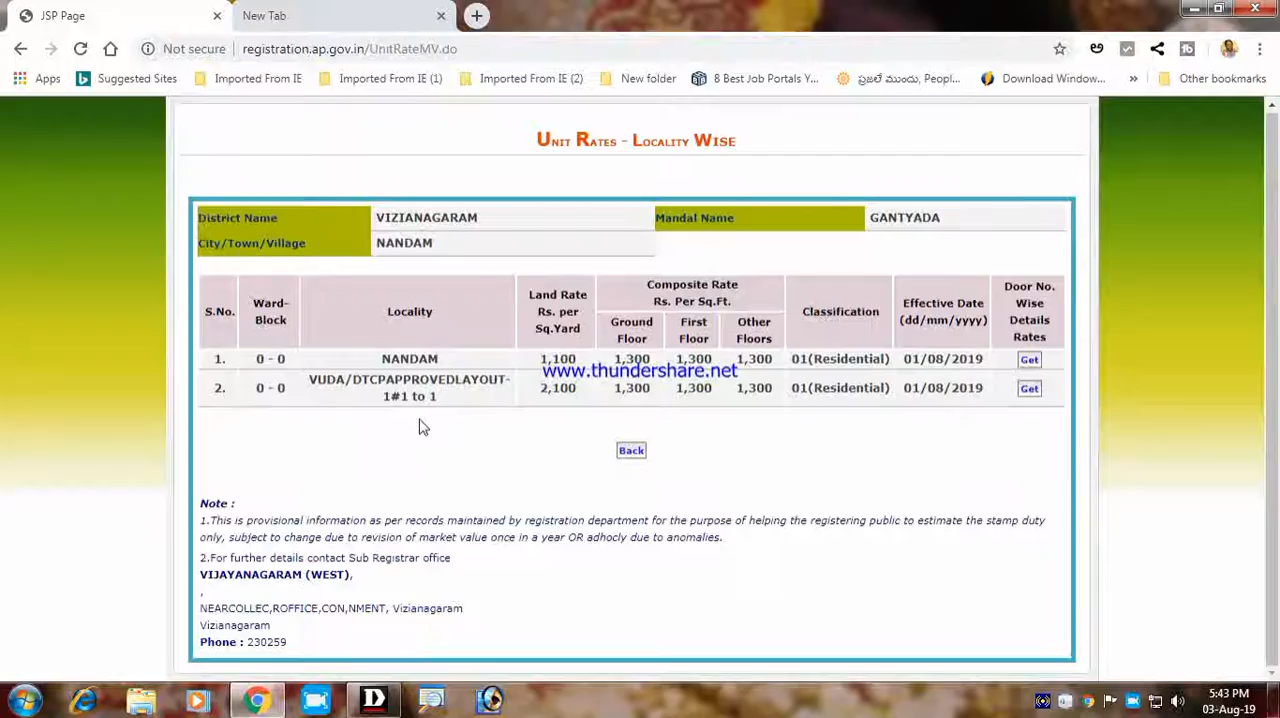 JSP Page
New Tab
Not secure
registration.ap.gov.in/UnitRateMV.do
Apps
Suggested Sites
Imported From IE
Imported From IE (1)
Imported From IE (2)
New folder
Best Job Portals Y...
ప్రజలే ముందు, Peopl...
Download Window...
»
Other bookmarks
UNIT RATES - LOCALITY WISE
District Name VIZIANAGARAM Mandal Name GANTYADA
City/Town/Village NANDAM
S.No. Ward-Block Locality Land Rate Rs. per Sq.Yard Composite Rate Rs. Per Sq.Ft. Classification Effective Date (dd/mm/yyyy) Door No. Wise Details Rates
Ground Floor First Floor Other Floors
1. 0 - 0 NANDAM 1,100 1,300 1,300 1,300 01(Residential) 01/08/2019 Get
www.thundershare.net
2. 0 - 0 VUDA/DTCPAPPROVEDLAYOUT-1#1 to 1 2,100 1,300 1,300 1,300 01(Residential) 01/08/2019 Get
Back
Note :
1.This is provisional information as per records maintained by registration department for the purpose of helping the registering public to estimate the stamp duty
only, subject to change due to revision of market value once in a year OR adhocly due to anomalies.
2.For further details contact Sub Registrar office
VIJAYANAGARAM (WEST),
,
NEARCOLLEC,ROFFICE,CON,NMENT, Vizianagaram
Vizianagaram
Phone : 230259
5:43 PM
03-Aug-19